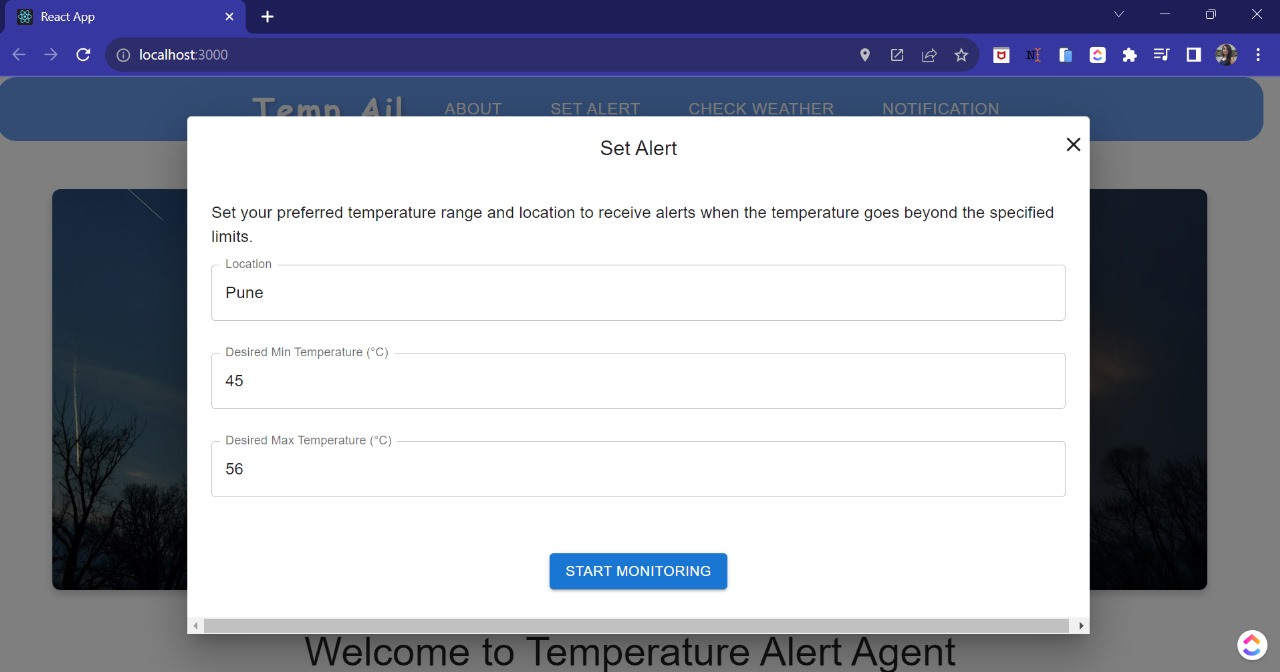 React App
localhost:3000
ABOUT SET ALERT CHECK WEATHER NOTIFICATION
Set Alert
Set your preferred temperature range and location to receive alerts when the temperature goes beyond the specified
limits.
Location
Pune
Desired Min Temperature (°C)
45
Desired Max Temperature (°C)
56
START MONITORING
Welcome to Temperature Alert Agent